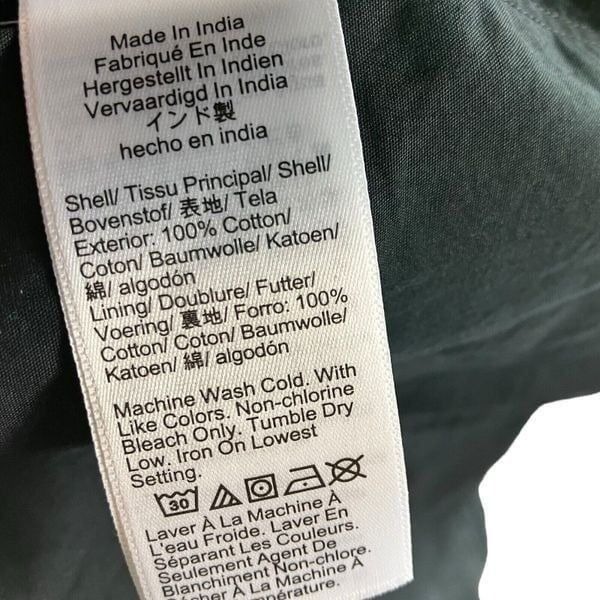 Made In India
Fabriqué En Inde
Hergestellt In Indien
Vervaardigd In India
インド製
hecho en india
Shell/ Tissu Principal/ Shell/
Bovenstof/ 表地/ Tela
Exterior: 100% Cotton/
Coton/ Baumwolle/ Katoen/
綿/ algodón
Lining/ Doublure/ Futter/
Voering/ 裏地/ Forro: 100%
Cotton/ Coton/ Baumwolle/
Katoen/ 綿/ algodón
Machine Wash Cold. With
Like Colors. Non-chlorine
Bleach Only. Tumble Dry
Low. Iron On Lowest
Setting.
30
Laver À La Machine À
L'eau Froide. Laver En
Séparant Les Couleurs.
Seulement Agent De
Blanchiment Non-chlore.
Sécher À La Machine À
Température.